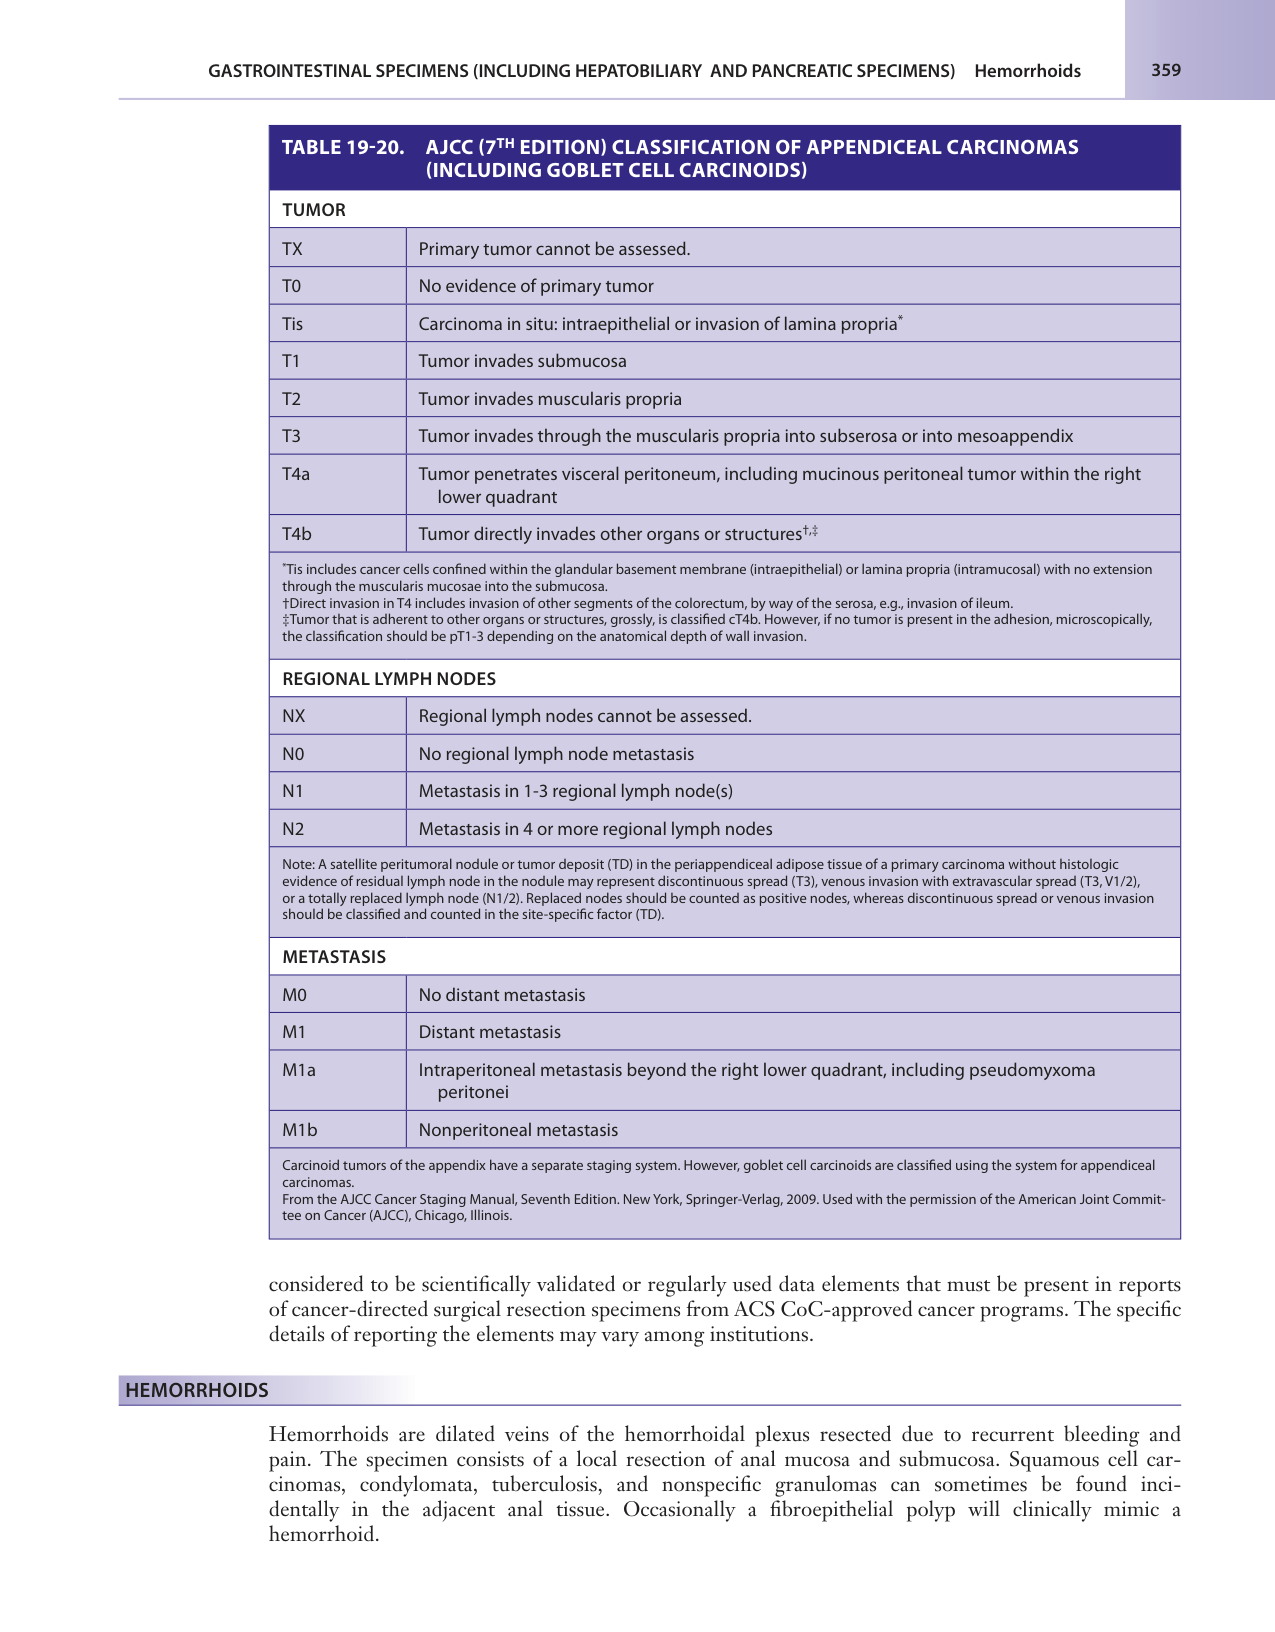 GASTROINTESTINAL SPECIMENS (INCLUDING HEPATOBILIARY AND PANCREATIC SPECIMENS) Hemorrhoids 359
TABLE 19-20. AJCC (7TH EDITION) CLASSIFICATION OF APPENDICEAL CARCINOMAS
(INCLUDING GOBLET CELL CARCINOIDS)
TUMOR
TX Primary tumor cannot be assessed.
T0 No evidence of primary tumor
Tis Carcinoma in situ: intraepithelial or invasion of lamina propria*
T1 Tumor invades submucosa
T2 Tumor invades muscularis propria
T3 Tumor invades through the muscularis propria into subserosa or into mesoappendix
T4a Tumor penetrates visceral peritoneum, including mucinous peritoneal tumor within the right
lower quadrant
T4b Tumor directly invades other organs or structures†,‡
*Tis includes cancer cells confined within the glandular basement membrane (intraepithelial) or lamina propria (intramucosal) with no extension
through the muscularis mucosae into the submucosa.
†Direct invasion in T4 includes invasion of other segments of the colorectum, by way of the serosa, e.g., invasion of ileum.
‡Tumor that is adherent to other organs or structures, grossly, is classified cT4b. However, if no tumor is present in the adhesion, microscopically,
the classification should be pT1-3 depending on the anatomical depth of wall invasion.
REGIONAL LYMPH NODES
NX Regional lymph nodes cannot be assessed.
N0 No regional lymph node metastasis
N1 Metastasis in 1-3 regional lymph node(s)
N2 Metastasis in 4 or more regional lymph nodes
Note: A satellite peritumoral nodule or tumor deposit (TD) in the periappendiceal adipose tissue of a primary carcinoma without histologic
evidence of residual lymph node in the nodule may represent discontinuous spread (T3), venous invasion with extravascular spread (T3, V1/2),
or a totally replaced lymph node (N1/2). Replaced nodes should be counted as positive nodes, whereas discontinuous spread or venous invasion
should be classified and counted in the site-specific factor (TD).
METASTASIS
M0 No distant metastasis
M1 Distant metastasis
M1a Intraperitoneal metastasis beyond the right lower quadrant, including pseudomyxoma
peritonei
M1b Nonperitoneal metastasis
Carcinoid tumors of the appendix have a separate staging system. However, goblet cell carcinoids are classified using the system for appendiceal
carcinomas.
From the AJCC Cancer Staging Manual, Seventh Edition. New York, Springer-Verlag, 2009. Used with the permission of the American Joint Commit-
tee on Cancer (AJCC), Chicago, Illinois.
considered to be scientifically validated or regularly used data elements that must be present in reports
of cancer-directed surgical resection specimens from ACS CoC-approved cancer programs. The specific
details of reporting the elements may vary among institutions.
HEMORRHOIDS
Hemorrhoids are dilated veins of the hemorrhoidal plexus resected due to recurrent bleeding and
pain. The specimen consists of a local resection of anal mucosa and submucosa. Squamous cell car-
cinomas, condylomata, tuberculosis, and nonspecific granulomas can sometimes be found inci-
dentally in the adjacent anal tissue. Occasionally a fibroepithelial polyp will clinically mimic a
hemorrhoid.